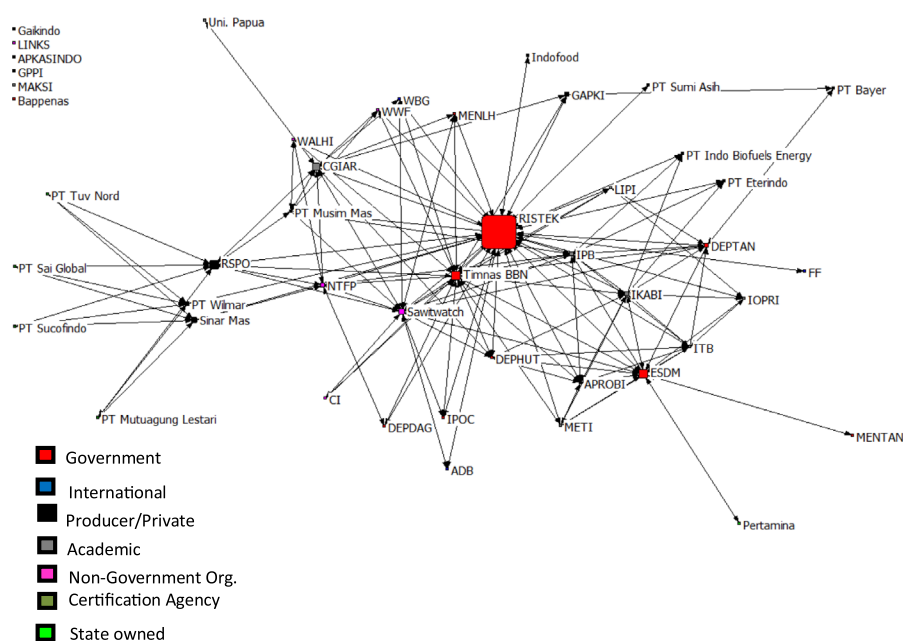 Uni. Papua
Gaikindo
LINKS
APKASINDO
GPPI
MAKSI
Bappenas
Indofood
PT Sumi Asih
PT Bayer
GAPKI
WBG
WWF
MENLH
WALHI
CGIAR
PT Indo Biofuels Energy
PT Eterindo
LIPI
PT Tuv Nord
PT Musim Mas
RISTEK
DEPTAN
IPB
RSPO
PT Sai Global
Timnas BBN
FF
NTFP
IKABI
IOPRI
PT Wilmar
Sawitwatch
Sinar Mas
PT Sucofindo
ITB
DEPHUT
ESDM
APROBI
CI
PT Mutuagung Lestari
IPOC
DEPDAG
METI
MENTAN
ADB
Pertamina
Government
International
Producer/Private
Academic
Non-Government Org.
Certification Agency
State owned